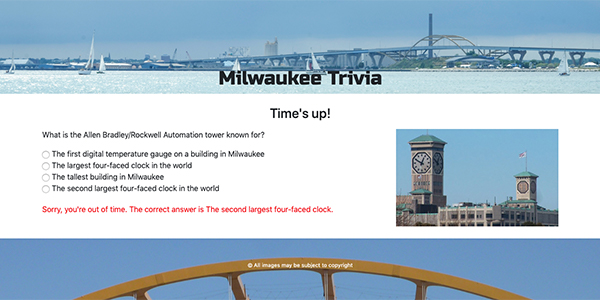 Milwaukee Trivia
Time's up!
What is the Allen Bradley/Rockwell Automation tower known for?
The first digital temperature gauge on a building in Milwaukee
The largest four-faced clock in the world
The tallest building in Milwaukee
The second largest four-faced clock in the world
Sorry, you're out of time. The correct answer is The second largest four-faced clock.
© All images may be subject to copyright